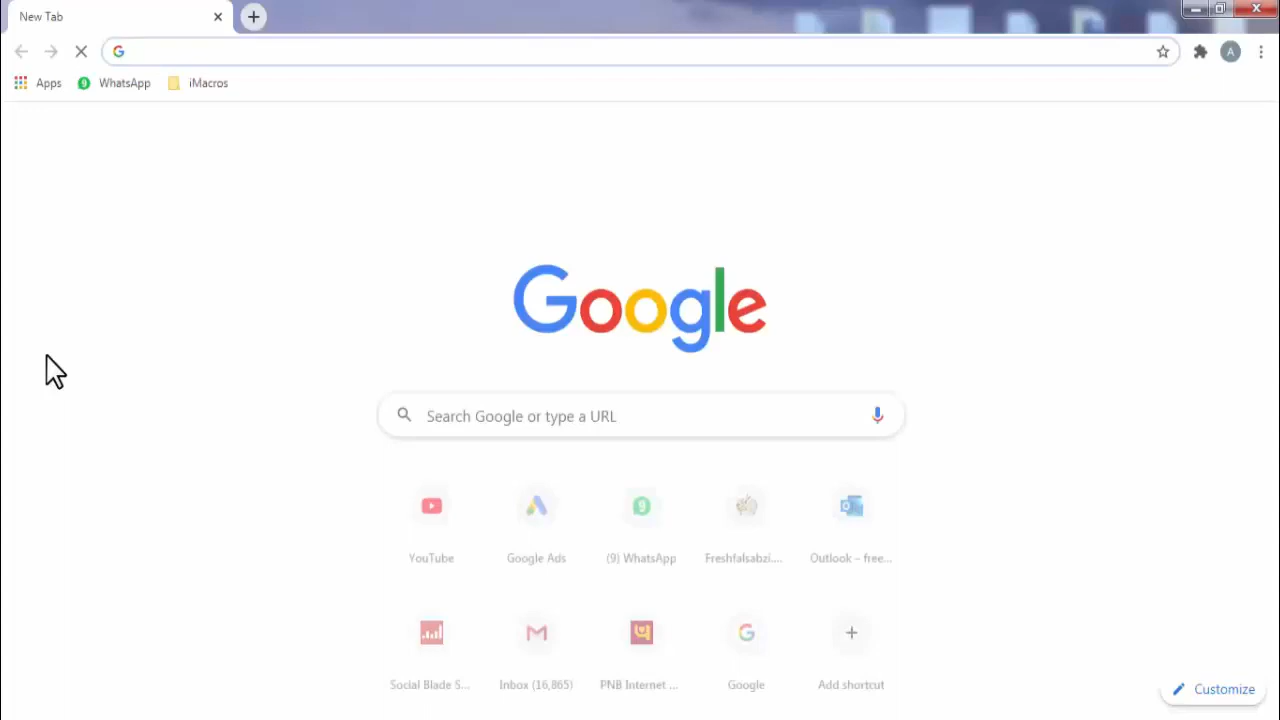 New Tab
A
Apps WhatsApp iMacros
Google
Search Google or type a URL
YouTube Google Ads (9) WhatsApp Freshfalsabzi.... Outlook – free...
Social Blade S... Inbox (16,865) PNB Internet ... Google Add shortcut
Customize